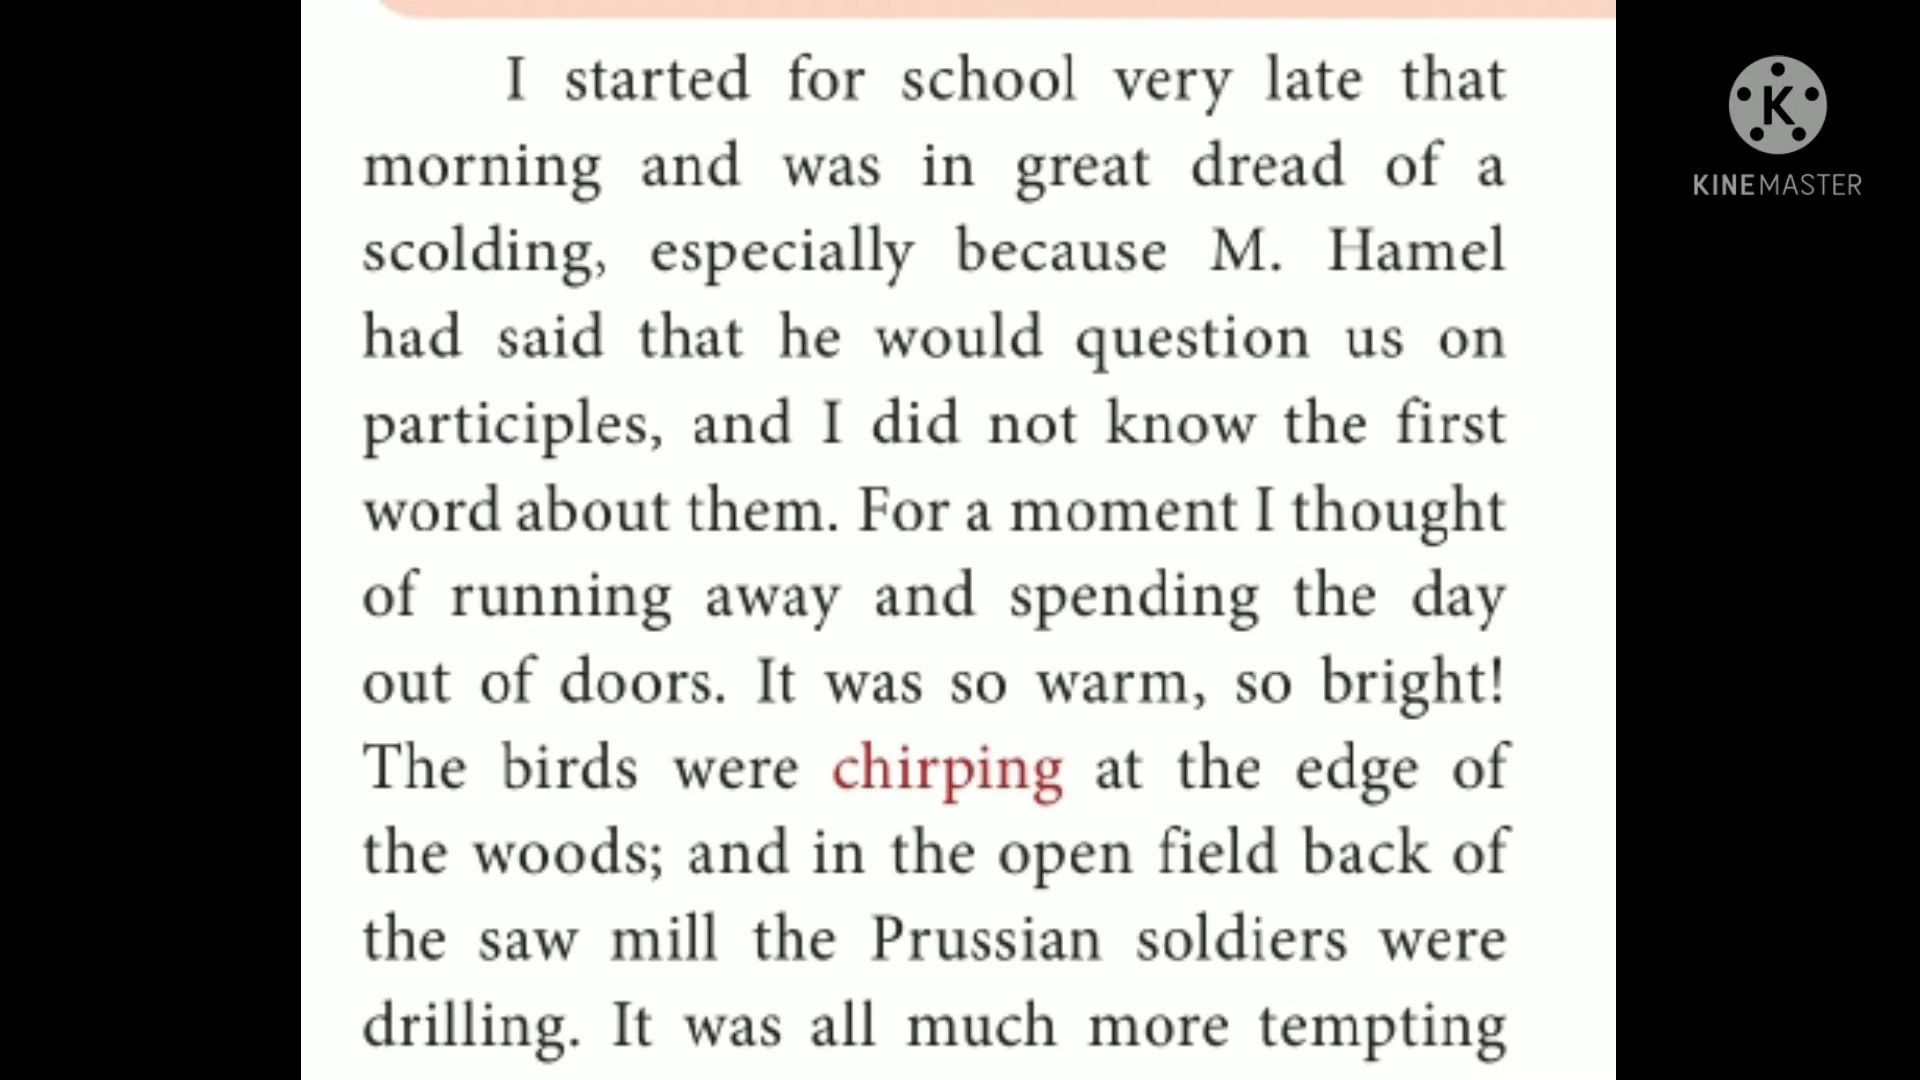 I started for school very late that
morning and was in great dread of a
scolding, especially because M. Hamel
had said that he would question us on
participles, and I did not know the first
word about them. For a moment I thought
of running away and spending the day
out of doors. It was so warm, so bright!
The birds were chirping at the edge of
the woods; and in the open field back of
the saw mill the Prussian soldiers were
drilling. It was all much more tempting
K
KINEMASTER